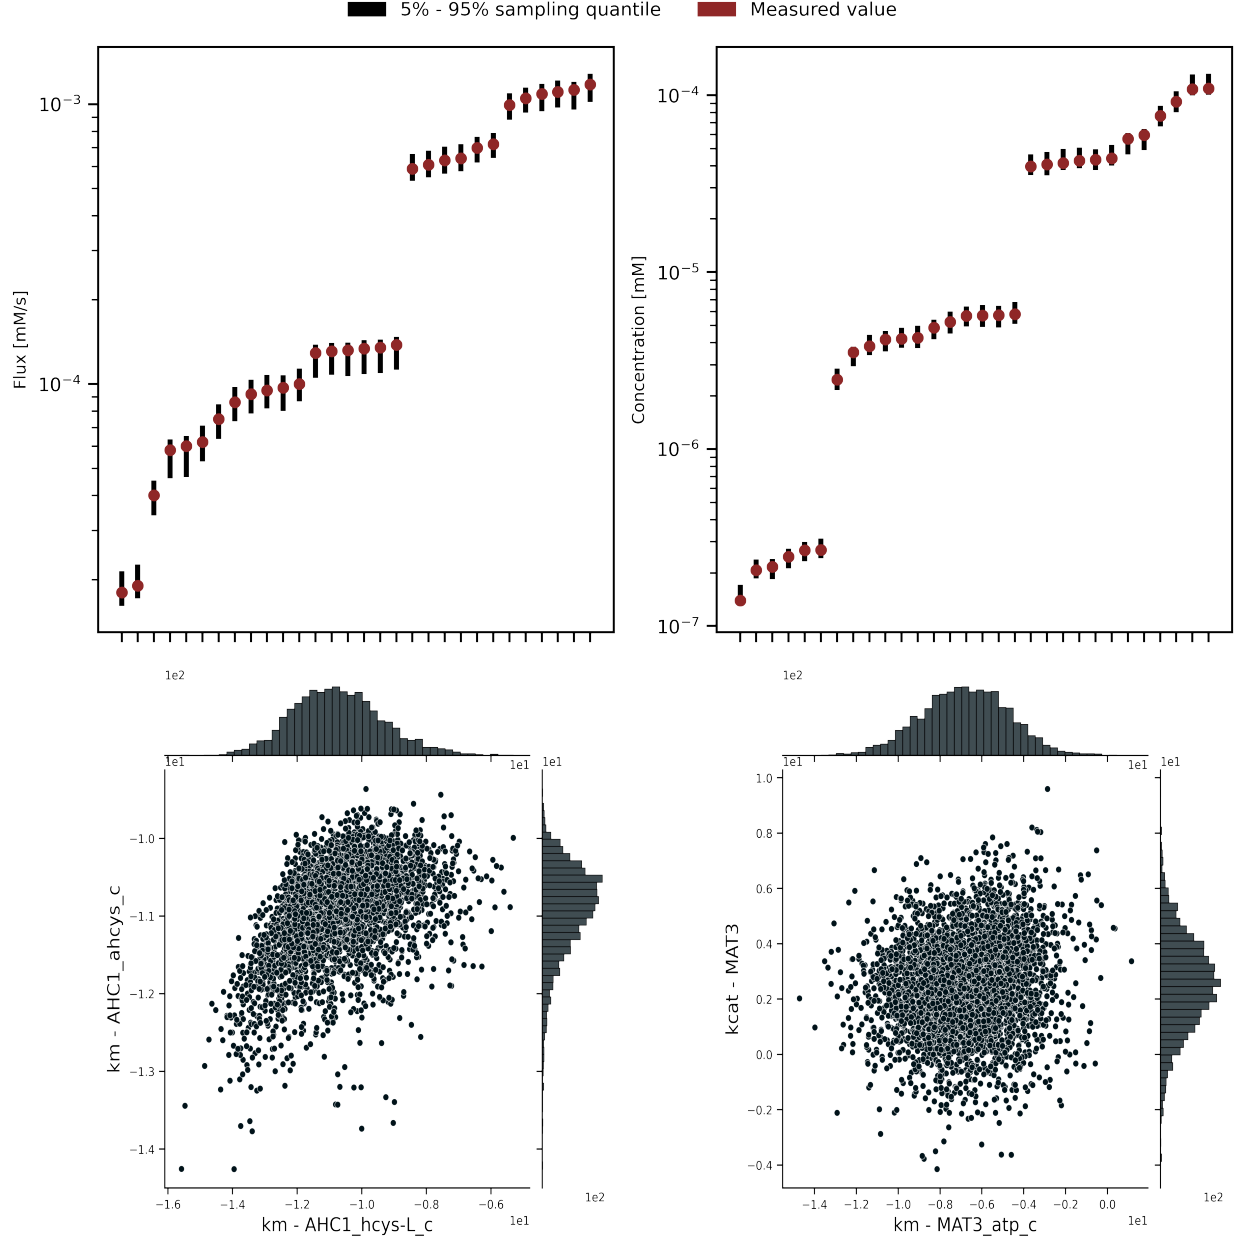 5% - 95% sampling quantile Measured value
Flux [mM/s]
10⁻³
10⁻⁴
Concentration [mM]
10⁻⁴
10⁻⁵
10⁻⁶
10⁻⁷
1e2
1e1 1e1 1e1
km - AHC1_ahcys_c
−1.0
−1.1
−1.2
−1.3
−1.4
−1.6 −1.4 −1.2 −1.0 −0.8 −0.6
1e2
km - AHC1_hcys-L_c 1e1
1e2
1e1 1e1 1e1
kcat - MAT3
1.0
0.8
0.6
0.4
0.2
0.0
−0.2
−0.4
−1.4 −1.2 −1.0 −0.8 −0.6 −0.4 −0.2 0.0
1e2
km - MAT3_atp_c 1e1